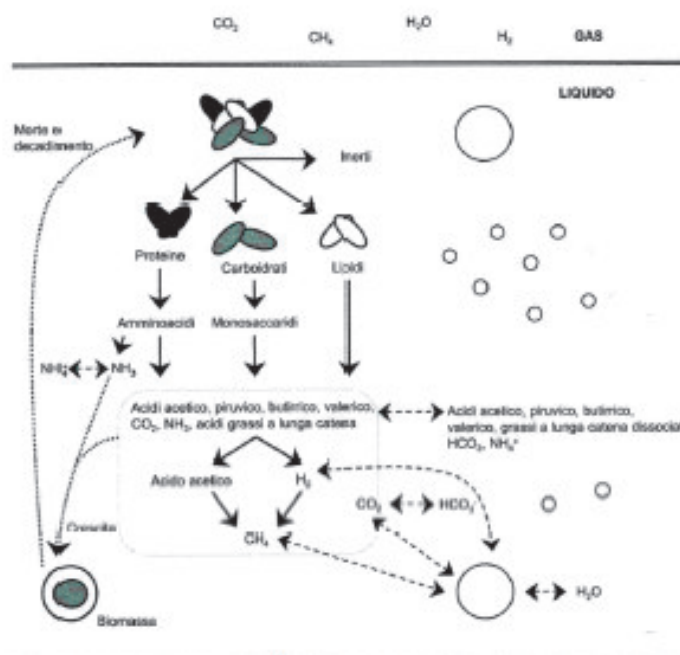 CO₂
CH₄
H₂O
H₂
GAS
LIQUIDO
Morte e
decadimento
Inerti
Proteine
Carboidrati
Lipidi
Amminoacidi
Monosaccaridi
NH₄⁺
NH₃
Acidi acetico, piruvico, butirrico, valerico,
CO₂, NH₃, acidi grassi a lunga catena
Acidi acetico, piruvico, butirrico,
valerico, grassi a lunga catena dissocia
HCO₃, NH₄⁺
Acido acetico
H₂
CO₂
HCO₃⁻
Crescita
CH₄
H₂O
Biomassa